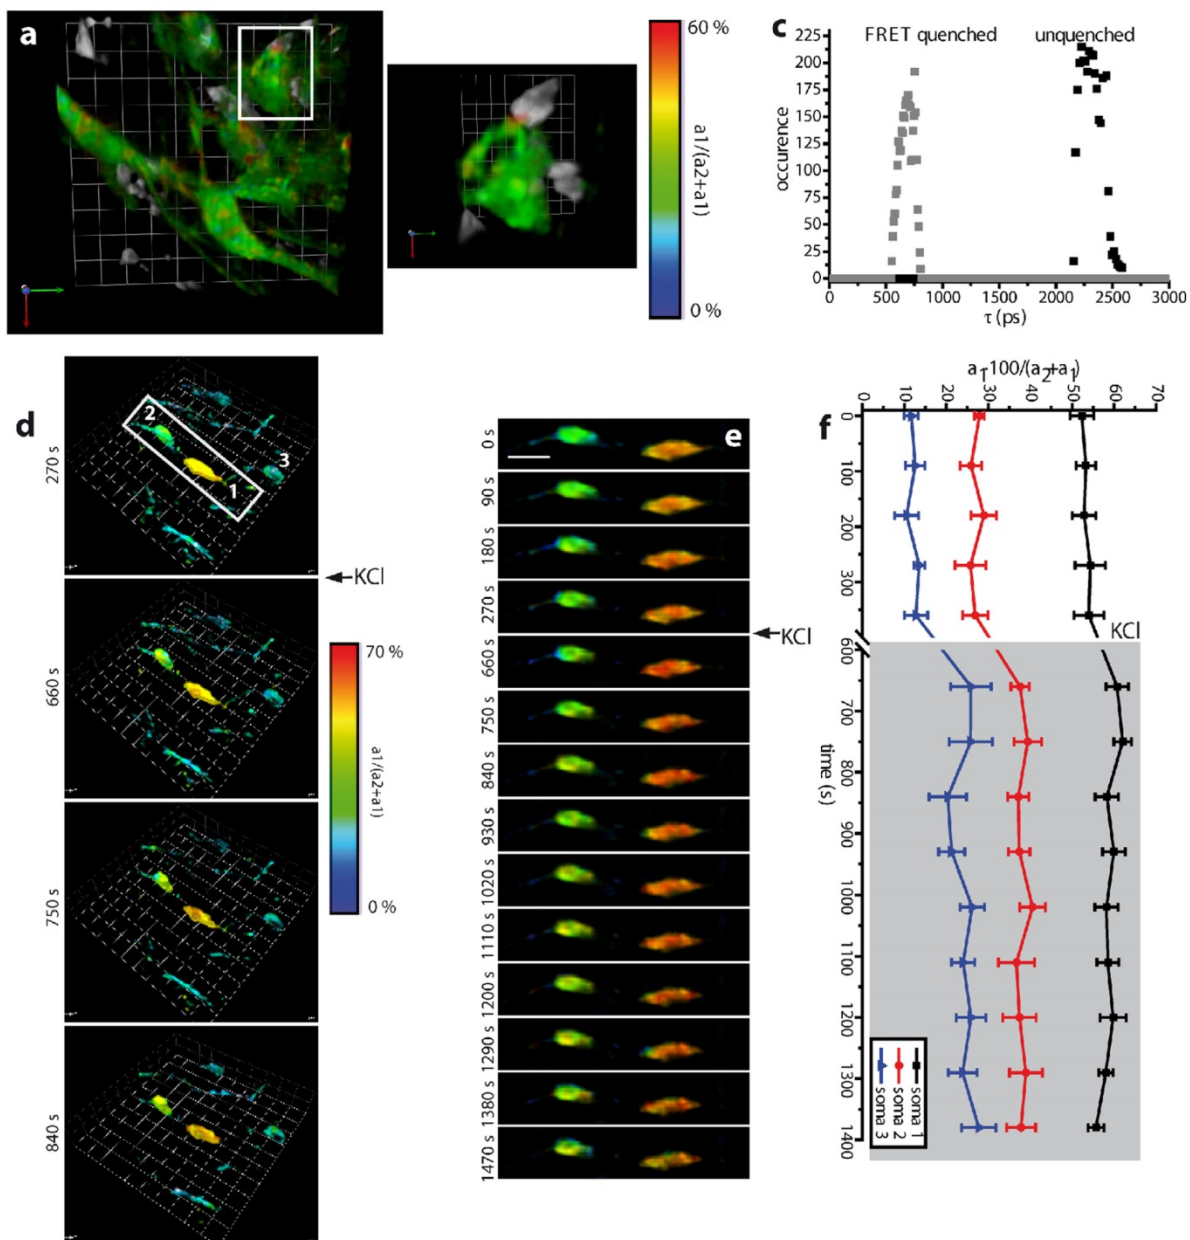 a
60 %
a1/(a2+a1)
0 %
c
FRET quenched
unquenched
occurence
225
200
175
150
125
100
75
50
25
0
0 500 1000 1500 2000 2500 3000
τ (ps)
d
270 s
2
3
1
KCl
660 s
70 %
a1/(a2+a1)
0 %
750 s
840 s
e
0 s
90 s
180 s
270 s
KCl
660 s
750 s
840 s
930 s
1020 s
1110 s
1200 s
1290 s
1380 s
1470 s
f
a₁100/(a₂+a₁)
0 10 20 30 40 50 60 70
0
100
200
300
KCl
600
700
800
900
1000
1100
1200
1300
1400
time (s)
soma 1
soma 2
soma 3